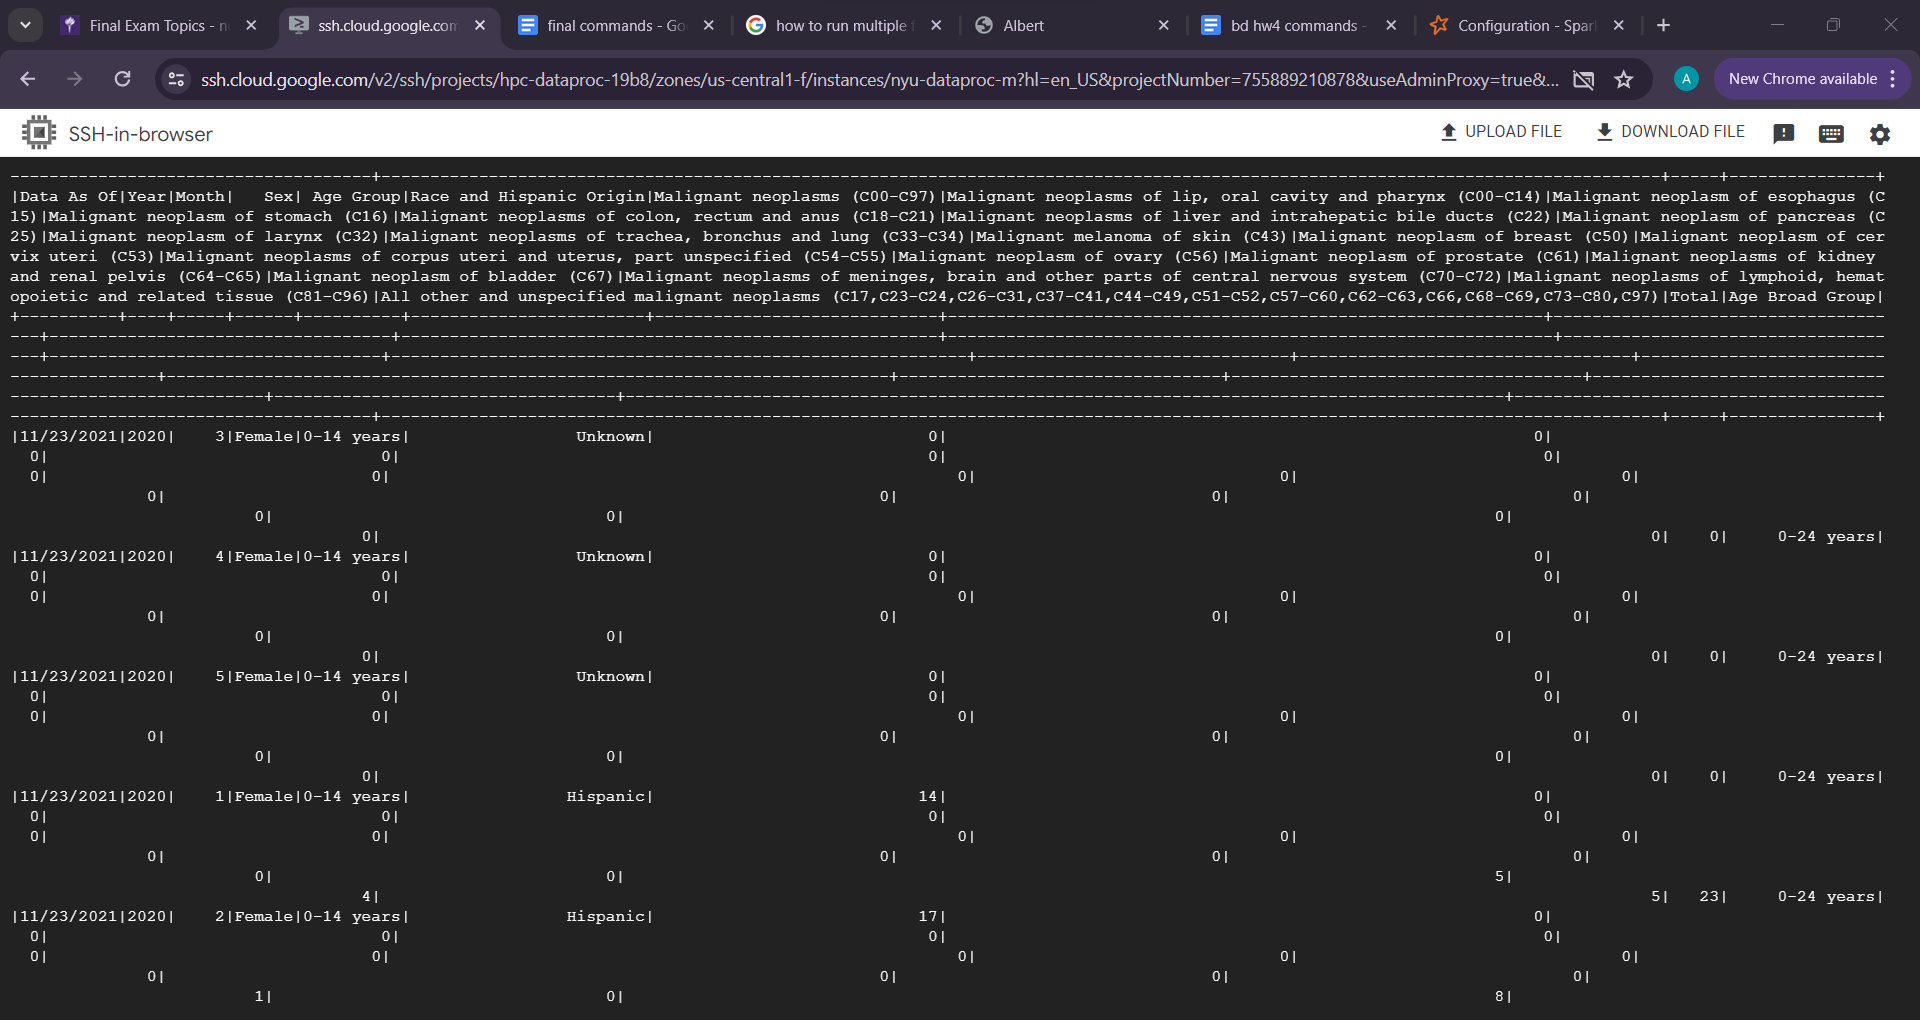 Final Exam Topics - n
ssh.cloud.google.com
final commands - Go
how to run multiple f
Albert
bd hw4 commands -
Configuration - Spar
ssh.cloud.google.com/v2/ssh/projects/hpc-dataproc-19b8/zones/us-central1-f/instances/nyu-dataproc-m?hl=en_US&projectNumber=755889210878&useAdminProxy=true&...
A
New Chrome available
SSH-in-browser
UPLOAD FILE
DOWNLOAD FILE
|Data As Of|Year|Month|   Sex| Age Group|Race and Hispanic Origin|Malignant neoplasms (C00-C97)|Malignant neoplasms of lip, oral cavity and pharynx (C00-C14)|Malignant neoplasm of esophagus (C
15)|Malignant neoplasm of stomach (C16)|Malignant neoplasms of colon, rectum and anus (C18-C21)|Malignant neoplasms of liver and intrahepatic bile ducts (C22)|Malignant neoplasm of pancreas (C
25)|Malignant neoplasm of larynx (C32)|Malignant neoplasms of trachea, bronchus and lung (C33-C34)|Malignant melanoma of skin (C43)|Malignant neoplasm of breast (C50)|Malignant neoplasm of cer
vix uteri (C53)|Malignant neoplasms of corpus uteri and uterus, part unspecified (C54-C55)|Malignant neoplasm of ovary (C56)|Malignant neoplasm of prostate (C61)|Malignant neoplasms of kidney
and renal pelvis (C64-C65)|Malignant neoplasm of bladder (C67)|Malignant neoplasms of meninges, brain and other parts of central nervous system (C70-C72)|Malignant neoplasms of lymphoid, hemat
opoietic and related tissue (C81-C96)|All other and unspecified malignant neoplasms (C17,C23-C24,C26-C31,C37-C41,C44-C49,C51-C52,C57-C60,C62-C63,C66,C68-C69,C73-C80,C97)|Total|Age Broad Group|
|11/23/2021|2020|    3|Female|0-14 years|    Unknown|    0|    0|
0|    0|    0|    0|
0|    0|    0|    0|    0|
0|    0|    0|    0|
0|    0|    0|
0|    0|    0|    0-24 years|
|11/23/2021|2020|    4|Female|0-14 years|    Unknown|    0|    0|
0|    0|    0|    0|
0|    0|    0|    0|    0|
0|    0|    0|    0|
0|    0|    0|
0|    0|    0|    0-24 years|
|11/23/2021|2020|    5|Female|0-14 years|    Unknown|    0|    0|
0|    0|    0|    0|
0|    0|    0|    0|    0|
0|    0|    0|    0|
0|    0|    0|
0|    0|    0|    0-24 years|
|11/23/2021|2020|    1|Female|0-14 years|    Hispanic|    14|    0|
0|    0|    0|    0|
0|    0|    0|    0|    0|
0|    0|    0|    0|
0|    0|    5|
4|    5|    23|    0-24 years|
|11/23/2021|2020|    2|Female|0-14 years|    Hispanic|    17|    0|
0|    0|    0|    0|
0|    0|    0|    0|    0|
0|    0|    0|    0|
1|    0|    8|